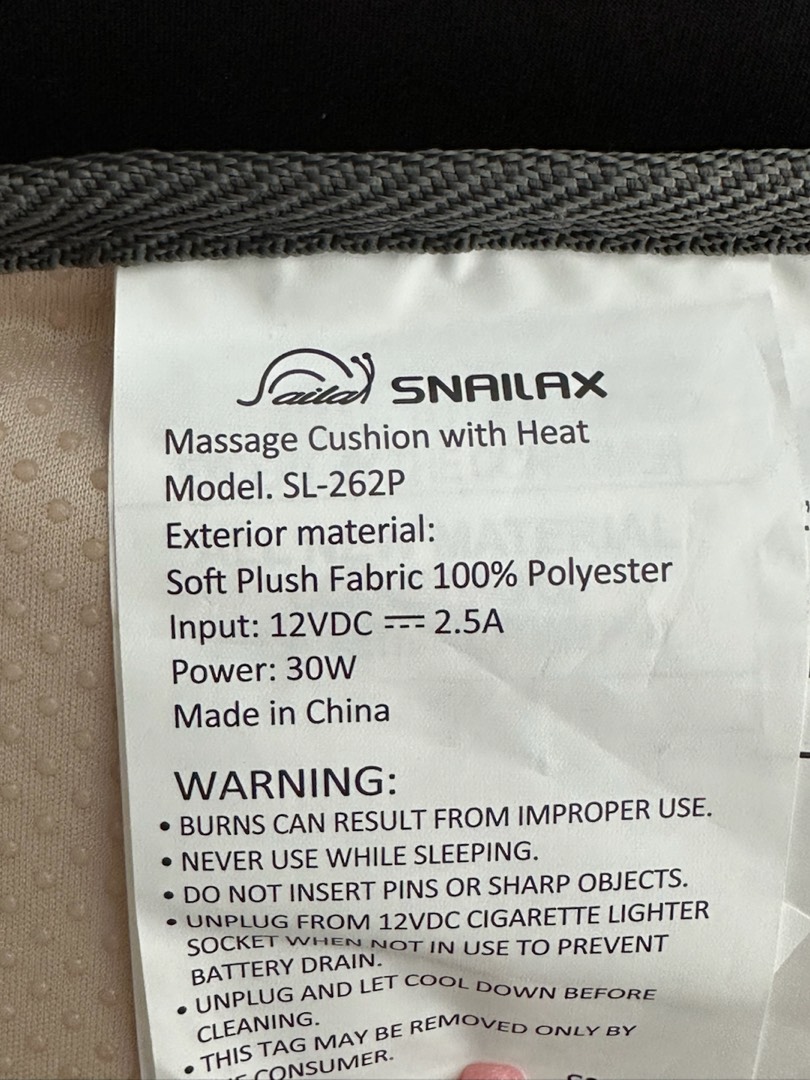 SNAILAX
Massage Cushion with Heat
Model. SL-262P
Exterior material:
Soft Plush Fabric 100% Polyester
Input: 12VDC ⎓ 2.5A
Power: 30W
Made in China
WARNING:
• BURNS CAN RESULT FROM IMPROPER USE.
• NEVER USE WHILE SLEEPING.
• DO NOT INSERT PINS OR SHARP OBJECTS.
• UNPLUG FROM 12VDC CIGARETTE LIGHTER
SOCKET WHEN NOT IN USE TO PREVENT
BATTERY DRAIN.
• UNPLUG AND LET COOL DOWN BEFORE
CLEANING.
• THIS TAG MAY BE REMOVED ONLY BY
CONSUMER.